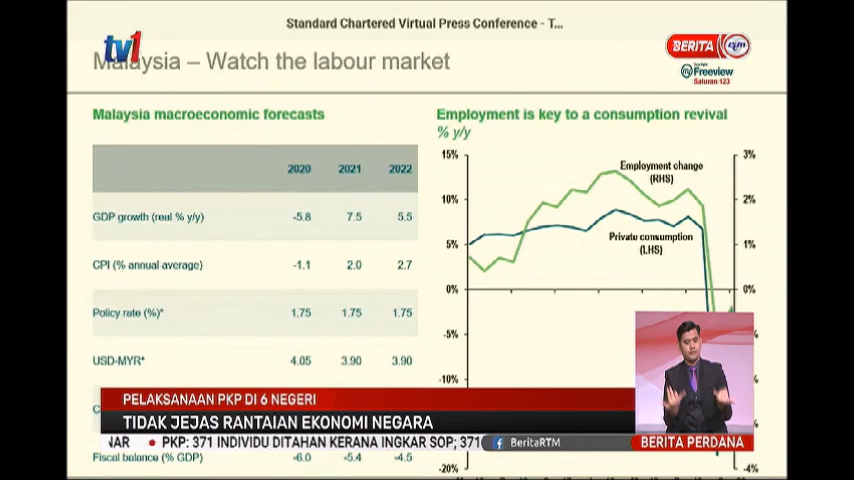 Standard Chartered Virtual Press Conference - T...
tv1
Malaysia – Watch the labour market
BERITA rtm
my Freeview
Saluran 123
Malaysia macroeconomic forecasts
2020 2021 2022
GDP growth (real % y/y) -5.8 7.5 5.5
CPI (% annual average) -1.1 2.0 2.7
Policy rate (%)* 1.75 1.75 1.75
USD-MYR* 4.05 3.90 3.90
Fiscal balance (% GDP) -6.0 -5.4 -4.5
Employment is key to a consumption revival
% y/y
15%
10%
5%
0%
-5%
-10%
-20%
3%
2%
1%
0%
-4%
Employment change
(RHS)
Private consumption
(LHS)
PELAKSANAAN PKP DI 6 NEGERI
TIDAK JEJAS RANTAIAN EKONOMI NEGARA
NAR • PKP: 371 INDIVIDU DITAHAN KERANA INGKAR SOP; 371
BeritaRTM
BERITA PERDANA